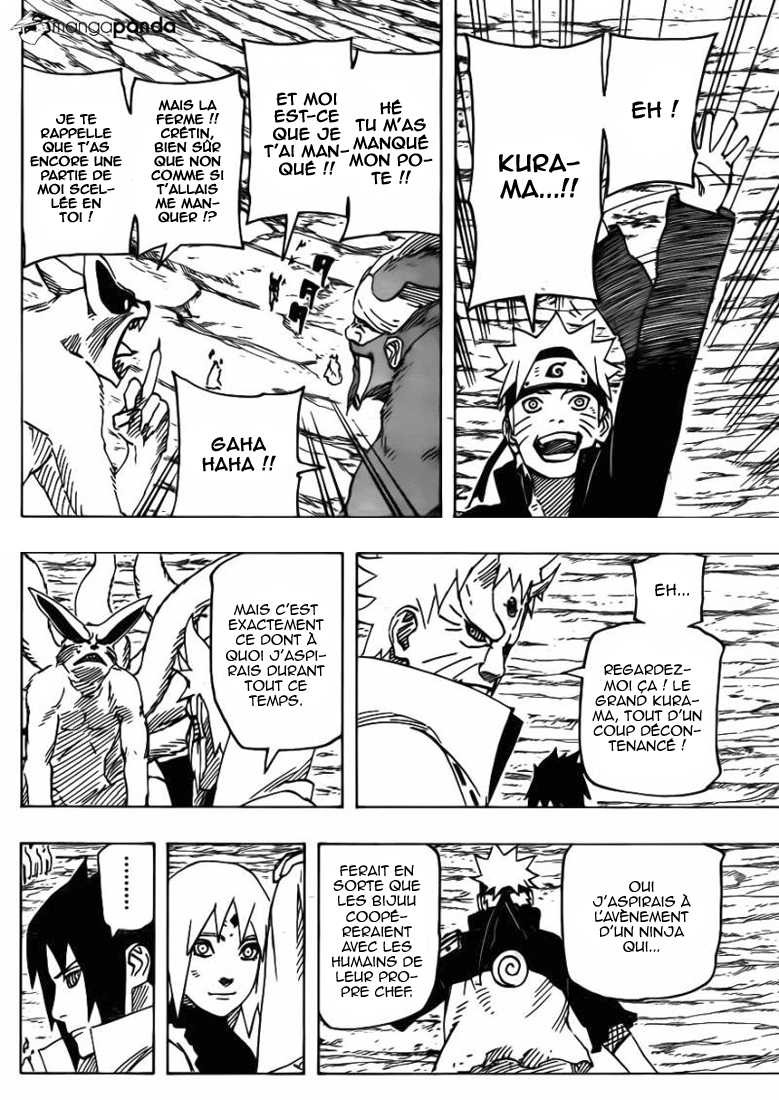 mangapanda
EH !
KURA-
MA...!!
HÉ
TU M'AS
MANQUÉ
MON PO-
TE !!
ET MOI
EST-CE
QUE JE
T'AI MAN-
QUÉ !!
MAIS LA
FERME !!
CRÉTIN,
BIEN SÛR
QUE NON
COMME SI
T'ALLAIS
ME MAN-
QUER !?
JE TE
RAPPELLE
QUE T'AS
ENCORE UNE
PARTIE DE
MOI SCEL-
LÉE EN
TOI !
GAHA
HAHA !!
EH...
REGARDEZ-
MOI ÇA ! LE
GRAND KURA-
MA, TOUT D'UN
COUP DÉCON-
TENANCÉ !
MAIS C'EST
EXACTEMENT
CE DONT À
QUOI J'ASPI-
RAIS DURANT
TOUT CE
TEMPS.
OUI
J'ASPIRAIS À
L'AVÈNEMENT
D'UN NINJA
QUI...
FERAIT EN
SORTE QUE
LES BIJUU
COOPÉ-
RERAIENT
AVEC LES
HUMAINS DE
LEUR PRO-
PRE CHEF.
........